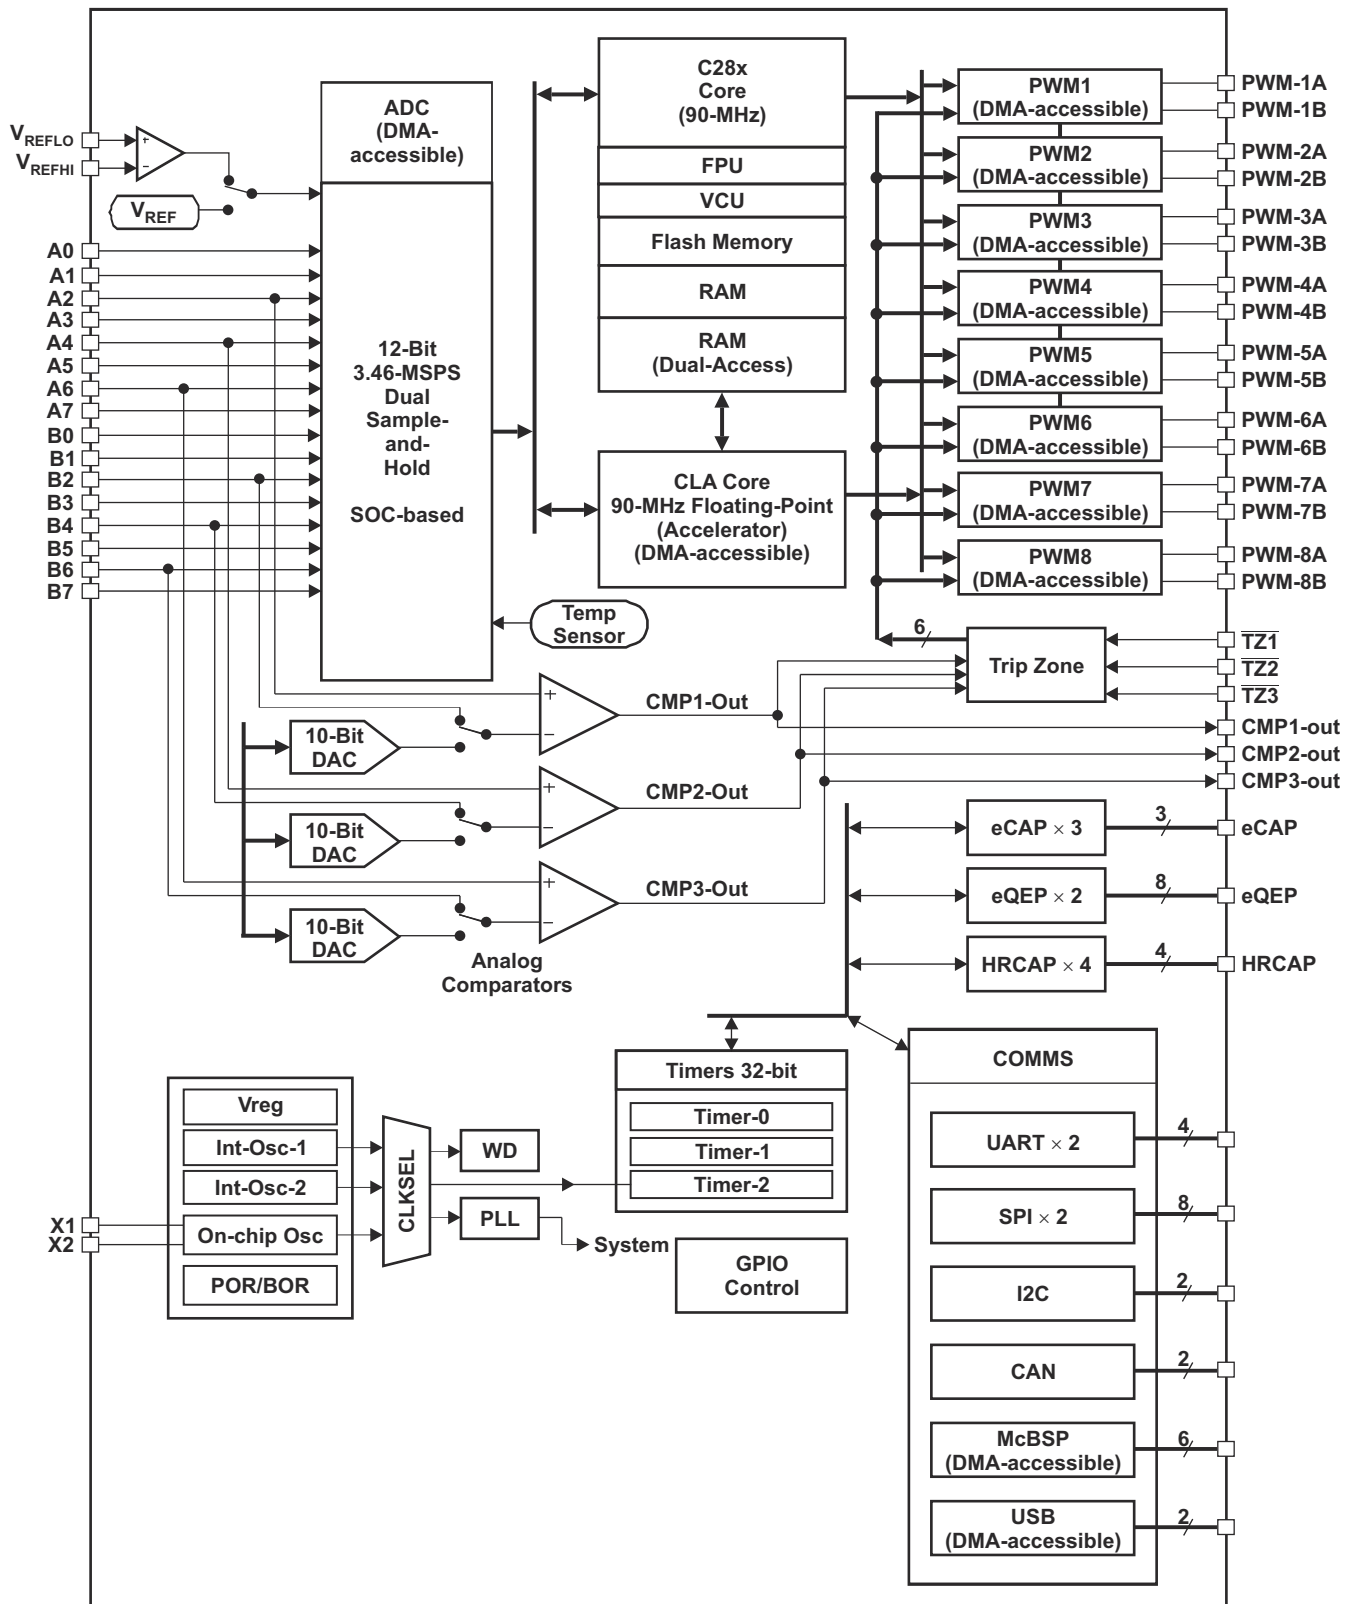 VREFLO
VREFHI
VREF
A0
A1
A2
A3
A4
A5
A6
A7
B0
B1
B2
B3
B4
B5
B6
B7
+
−
ADC
(DMA-
accessible)
12-Bit
3.46-MSPS
Dual
Sample-
and-
Hold
SOC-based
Temp
Sensor
C28x
Core
(90-MHz)
FPU
VCU
Flash Memory
RAM
RAM
(Dual-Access)
CLA Core
90-MHz Floating-Point
(Accelerator)
(DMA-accessible)
PWM1
(DMA-accessible)
PWM2
(DMA-accessible)
PWM3
(DMA-accessible)
PWM4
(DMA-accessible)
PWM5
(DMA-accessible)
PWM6
(DMA-accessible)
PWM7
(DMA-accessible)
PWM8
(DMA-accessible)
PWM-1A
PWM-1B
PWM-2A
PWM-2B
PWM-3A
PWM-3B
PWM-4A
PWM-4B
PWM-5A
PWM-5B
PWM-6A
PWM-6B
PWM-7A
PWM-7B
PWM-8A
PWM-8B
6
Trip Zone
TZ1
TZ2
TZ3
CMP1-out
CMP2-out
CMP3-out
10-Bit
DAC
+
−
CMP1-Out
10-Bit
DAC
+
−
CMP2-Out
10-Bit
DAC
+
−
CMP3-Out
Analog
Comparators
eCAP × 3
3
eCAP
eQEP × 2
8
eQEP
HRCAP × 4
4
HRCAP
Timers 32-bit
Timer-0
Timer-1
Timer-2
Vreg
Int-Osc-1
Int-Osc-2
On-chip Osc
POR/BOR
X1
X2
CLKSEL
WD
PLL
System
GPIO
Control
COMMS
UART × 2
4
SPI × 2
8
I2C
2
CAN
2
McBSP
(DMA-accessible)
6
USB
(DMA-accessible)
2